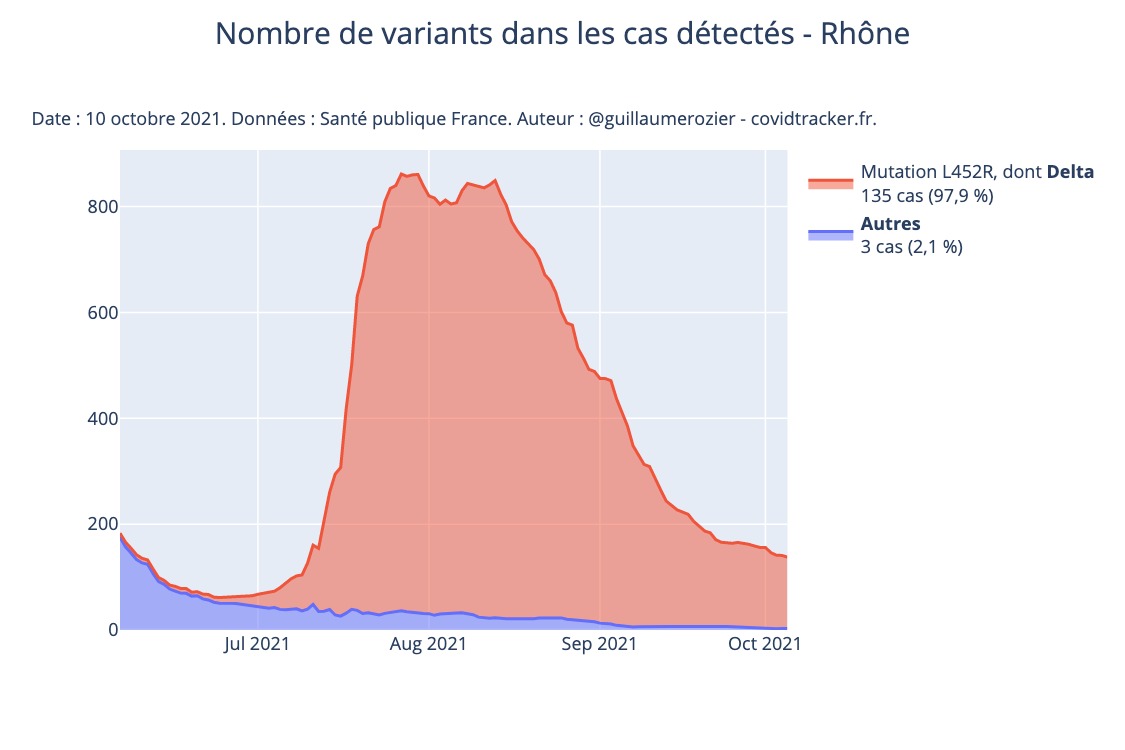 Nombre de variants dans les cas détectés - Rhône
Date : 10 octobre 2021. Données : Santé publique France. Auteur : @guillaumerozier - covidtracker.fr.
Mutation L452R, dont Delta
135 cas (97,9 %)
Autres
3 cas (2,1 %)
800
600
400
200
0
Jul 2021
Aug 2021
Sep 2021
Oct 2021